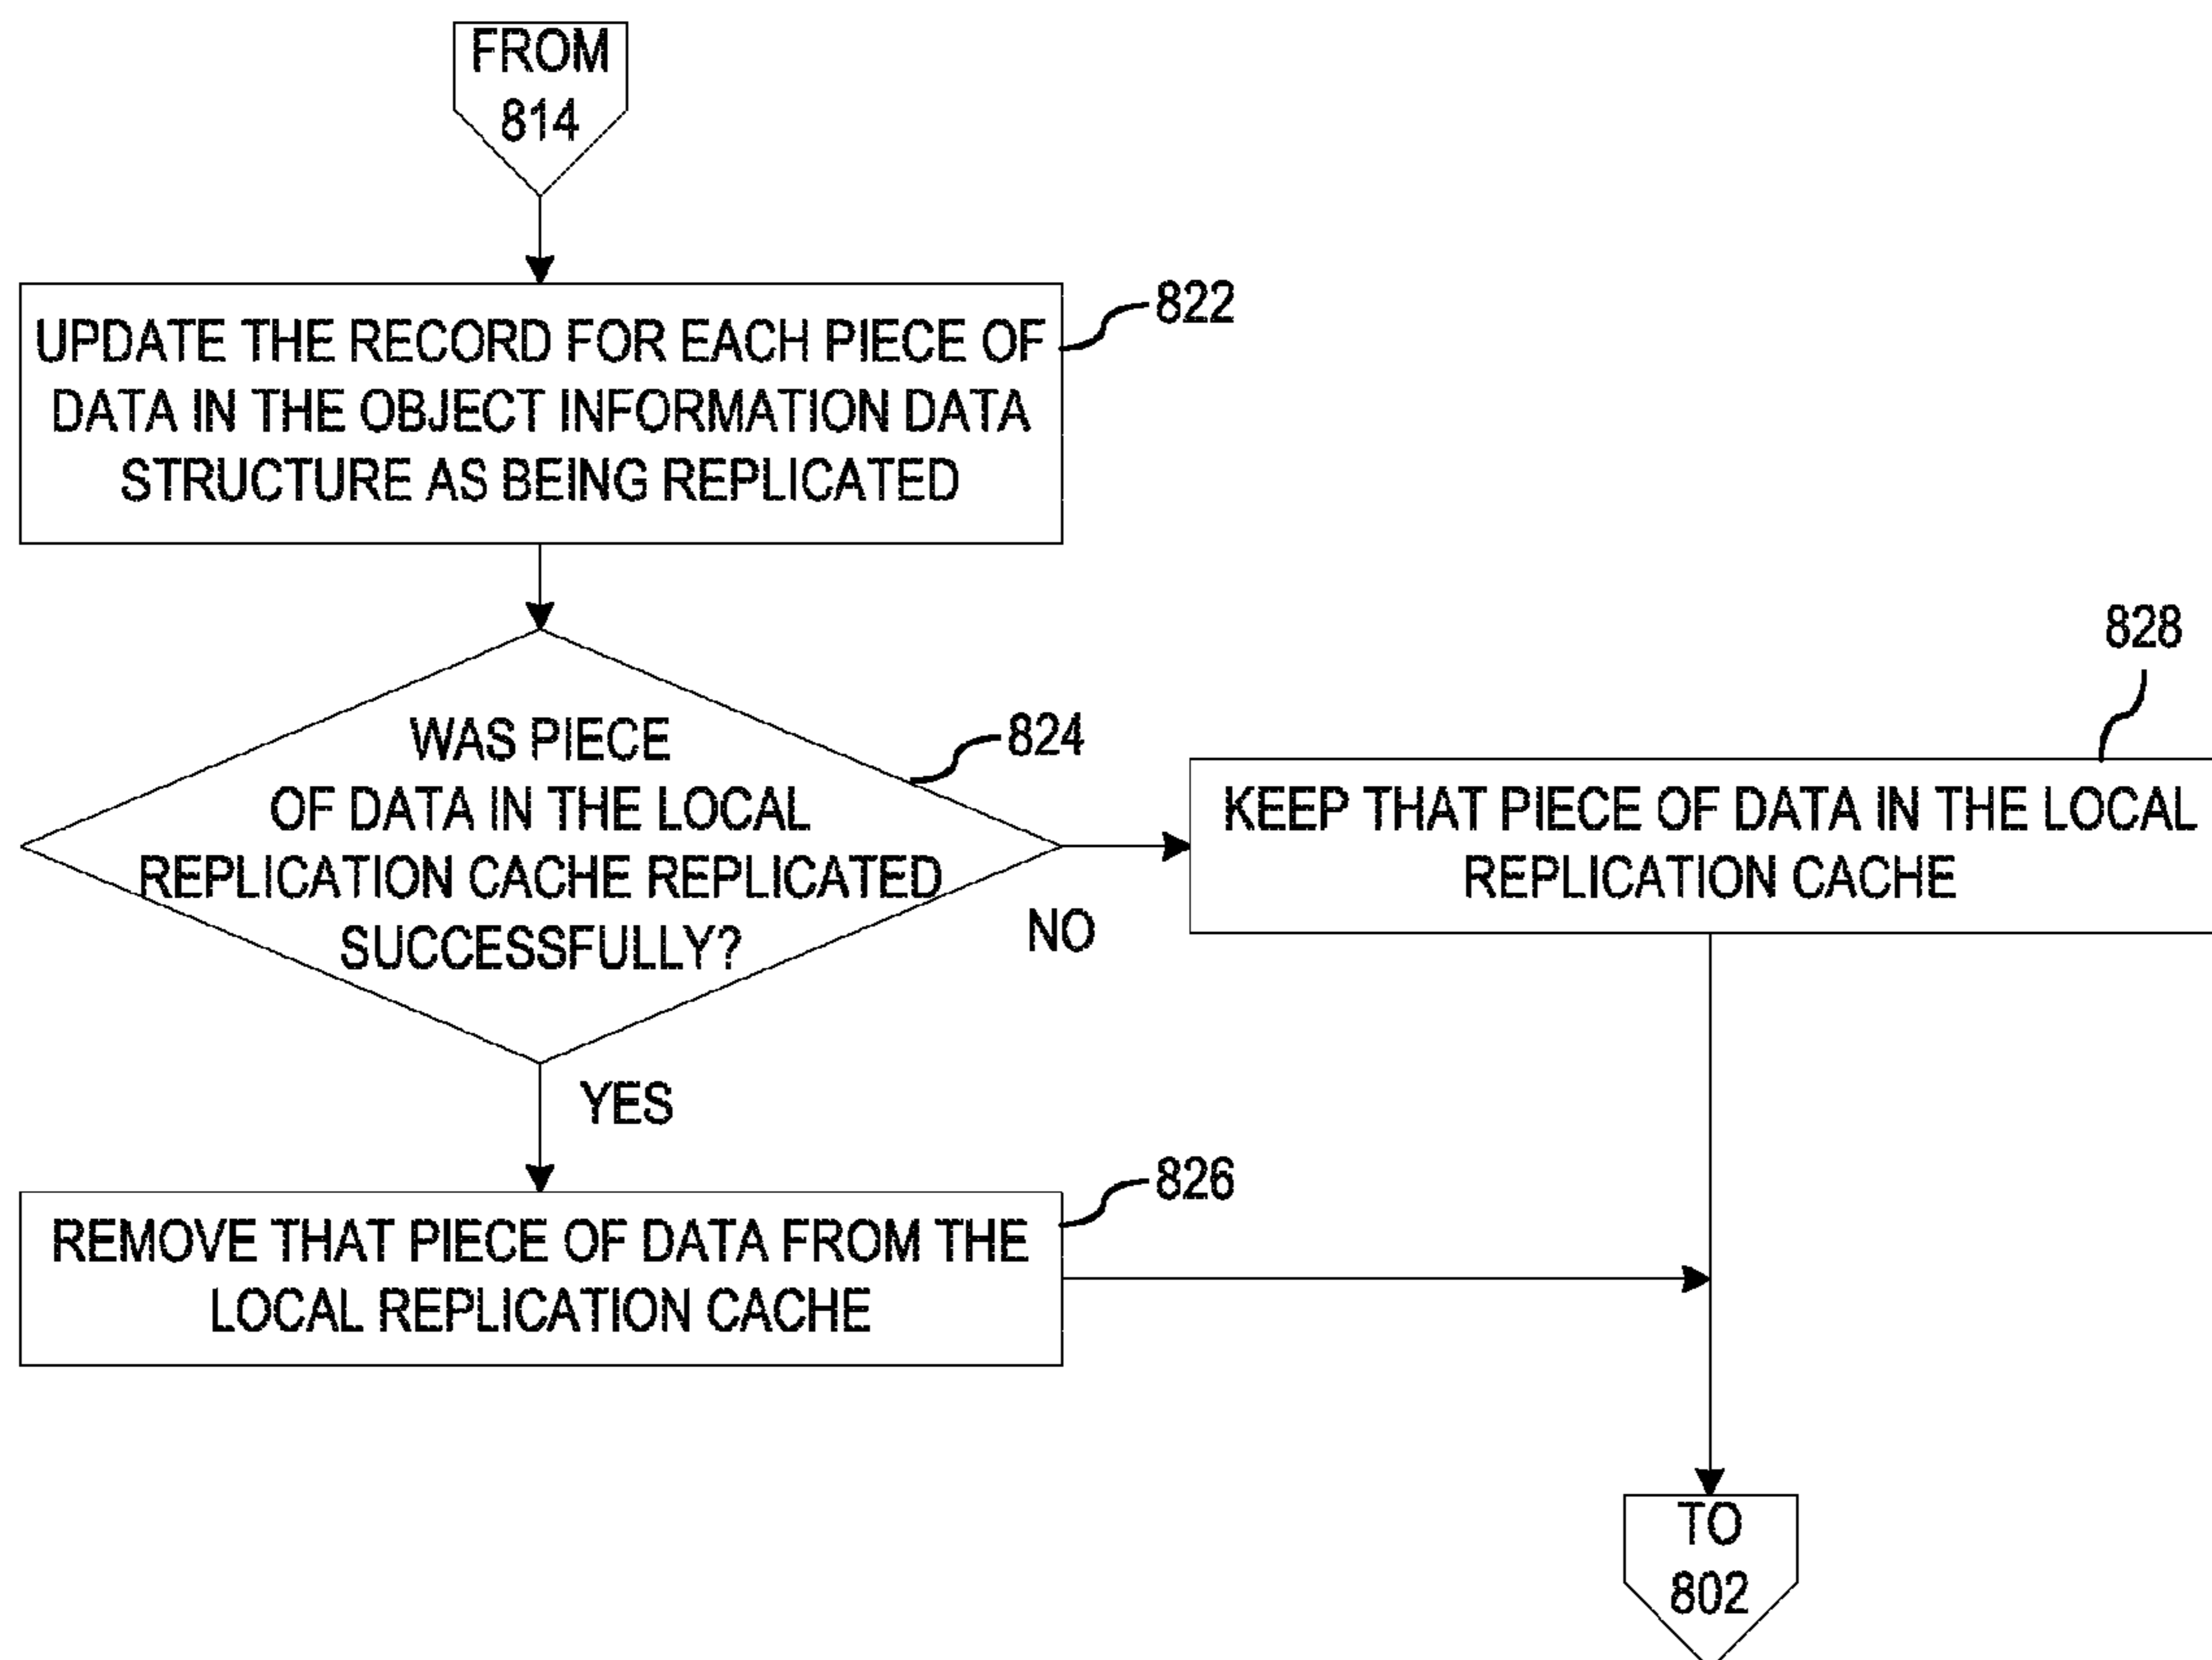 FROM
814
822
UPDATE THE RECORD FOR EACH PIECE OF
DATA IN THE OBJECT INFORMATION DATA
STRUCTURE AS BEING REPLICATED
824
WAS PIECE
OF DATA IN THE LOCAL
REPLICATION CACHE REPLICATED
SUCCESSFULLY?
NO
828
KEEP THAT PIECE OF DATA IN THE LOCAL
REPLICATION CACHE
YES
826
REMOVE THAT PIECE OF DATA FROM THE
LOCAL REPLICATION CACHE
TO
802